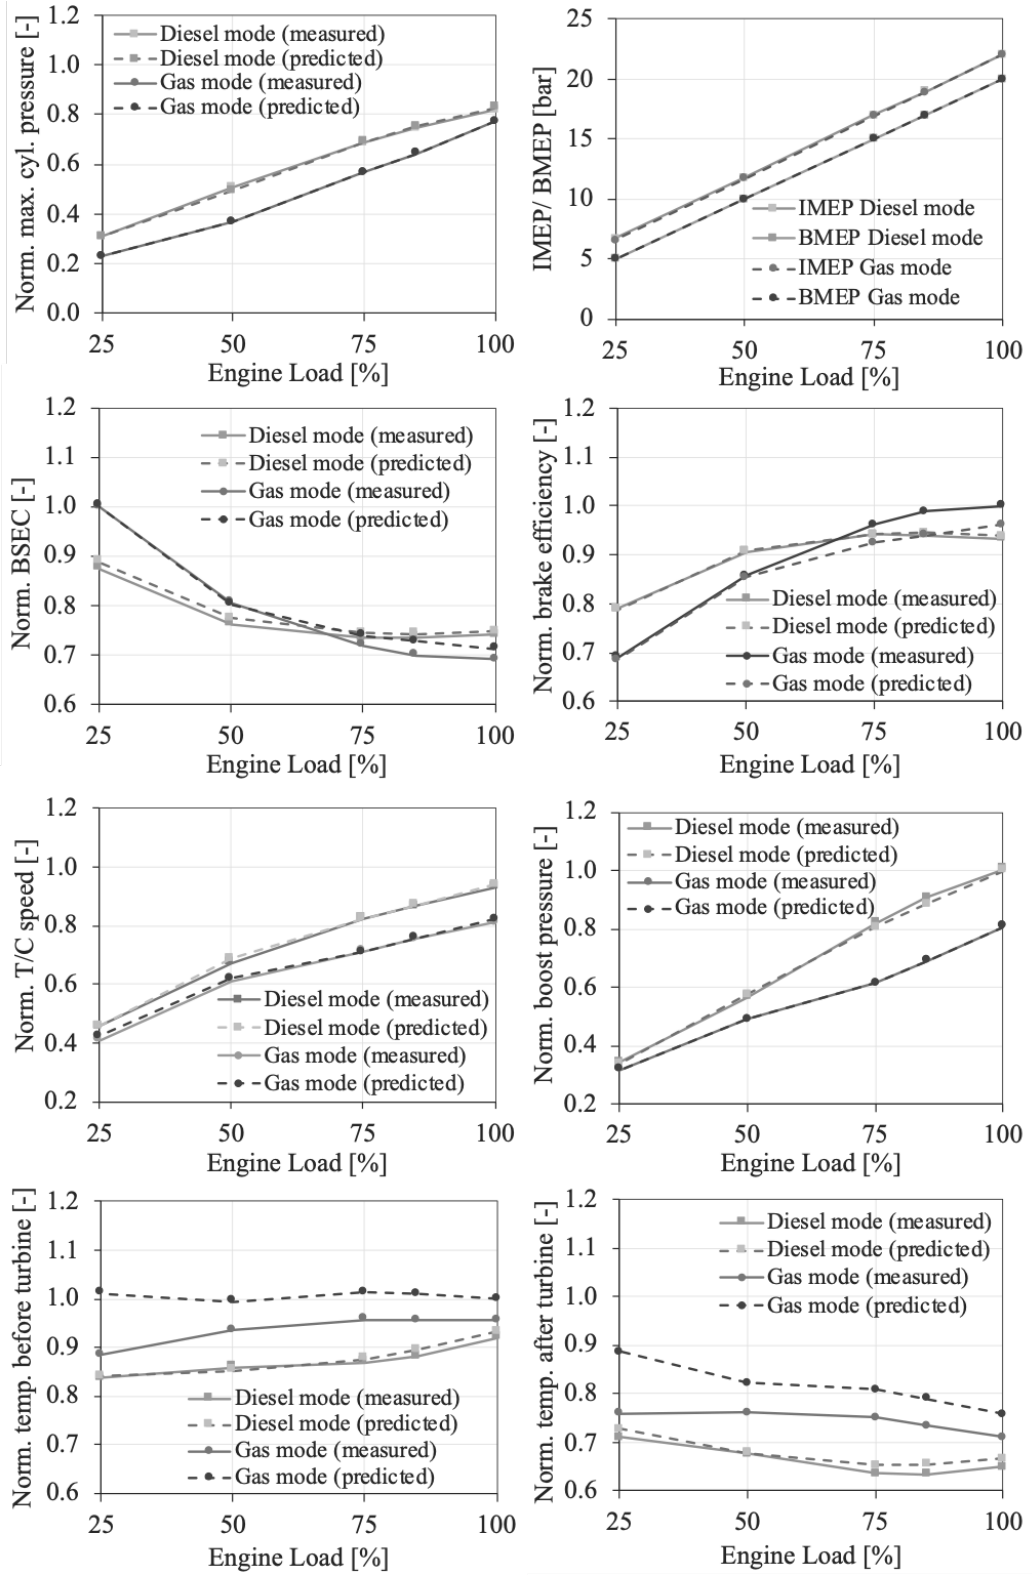 Norm. max. cyl. pressure [-]
1.2
1.0
0.8
0.6
0.4
0.2
0.0
Diesel mode (measured)
Diesel mode (predicted)
Gas mode (measured)
Gas mode (predicted)
25
50
75
100
Engine Load [%]
IMEP/ BMEP [bar]
25
20
15
10
5
0
IMEP Diesel mode
BMEP Diesel mode
IMEP Gas mode
BMEP Gas mode
25
50
75
100
Engine Load [%]
Norm. BSEC [-]
1.2
1.1
1.0
0.9
0.8
0.7
0.6
Diesel mode (measured)
Diesel mode (predicted)
Gas mode (measured)
Gas mode (predicted)
25
50
75
100
Engine Load [%]
Norm. brake efficiency [-]
1.2
1.1
1.0
0.9
0.8
0.7
0.6
Diesel mode (measured)
Diesel mode (predicted)
Gas mode (measured)
Gas mode (predicted)
25
50
75
100
Engine Load [%]
Norm. T/C speed [-]
1.2
1.0
0.8
0.6
0.4
0.2
Diesel mode (measured)
Diesel mode (predicted)
Gas mode (measured)
Gas mode (predicted)
25
50
75
100
Engine Load [%]
Norm. boost pressure [-]
1.2
1.0
0.8
0.6
0.4
0.2
Diesel mode (measured)
Diesel mode (predicted)
Gas mode (measured)
Gas mode (predicted)
25
50
75
100
Engine Load [%]
Norm. temp. before turbine [-]
1.2
1.1
1.0
0.9
0.8
0.7
0.6
Diesel mode (measured)
Diesel mode (predicted)
Gas mode (measured)
Gas mode (predicted)
25
50
75
100
Engine Load [%]
Norm. temp. after turbine [-]
1.2
1.1
1.0
0.9
0.8
0.7
0.6
Diesel mode (measured)
Diesel mode (predicted)
Gas mode (measured)
Gas mode (predicted)
25
50
75
100
Engine Load [%]